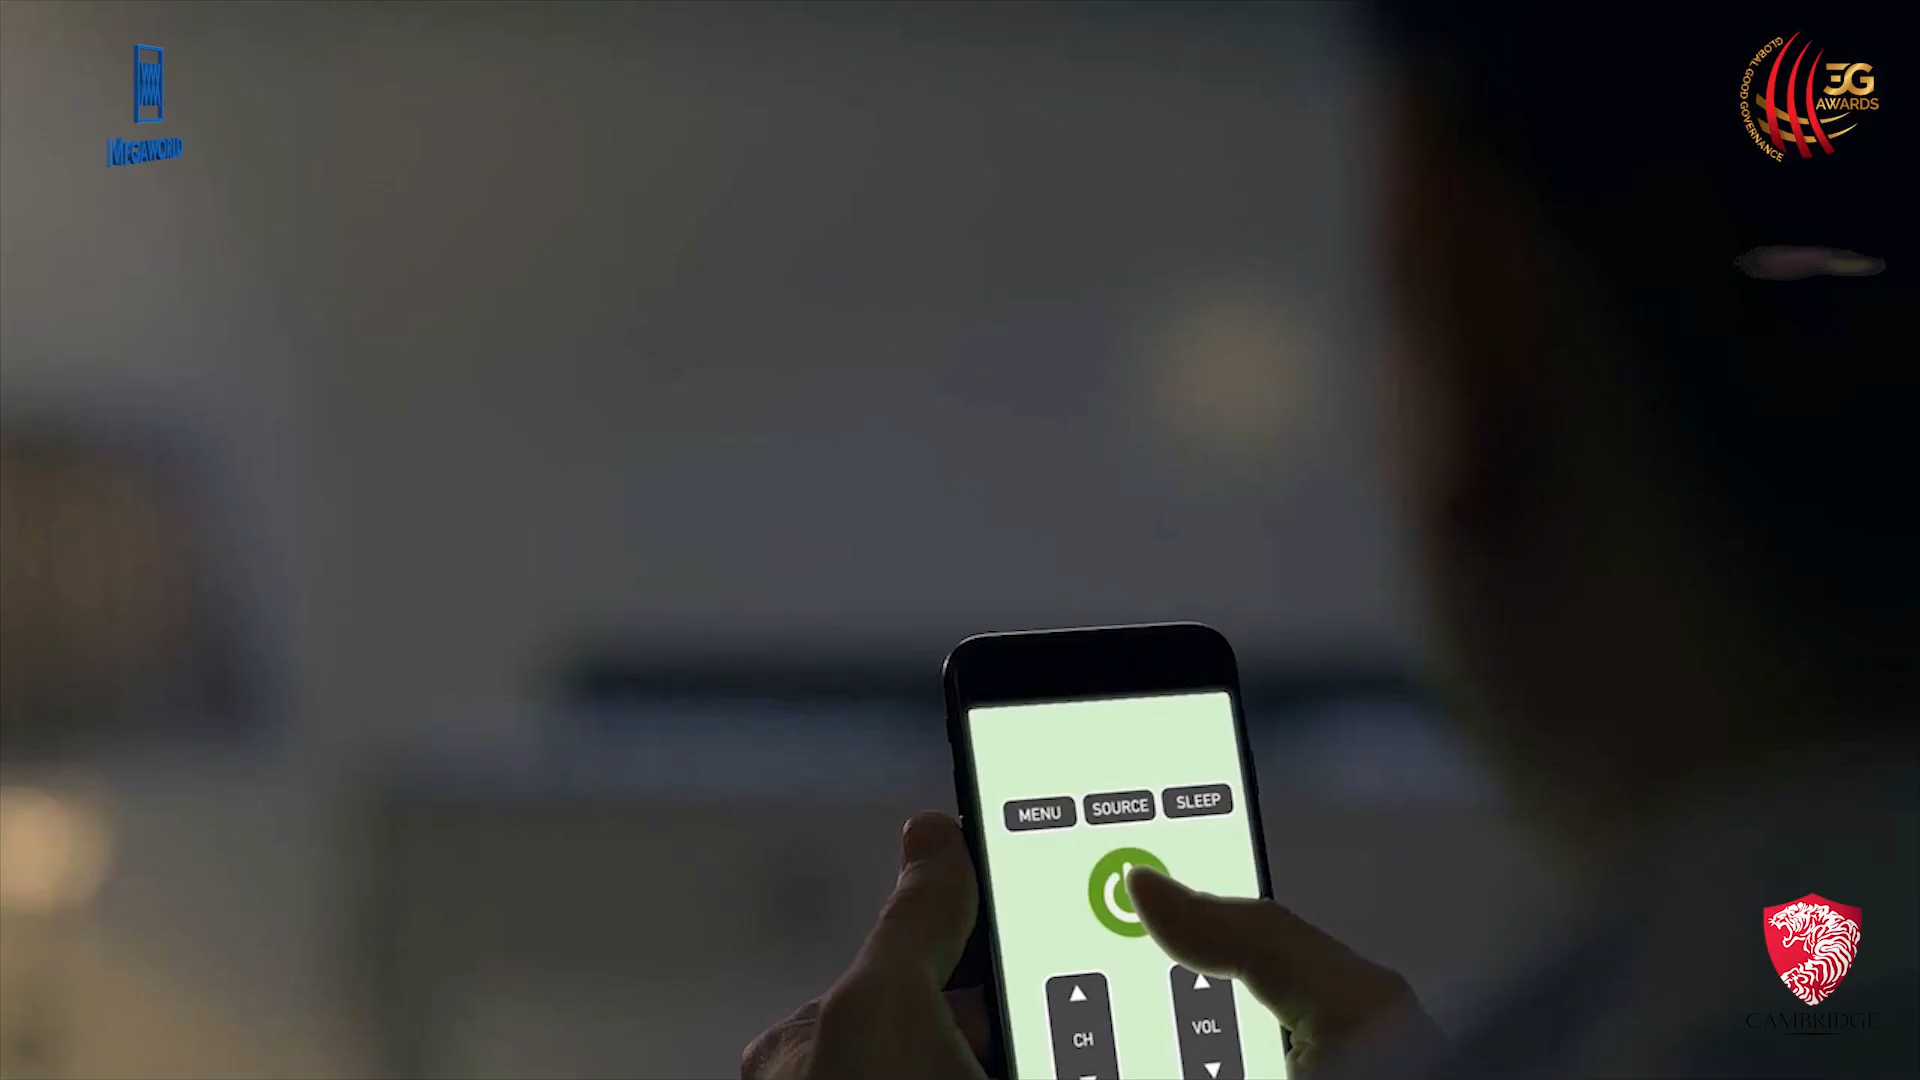 MEGAWORLD
GLOBAL GOOD GOVERNANCE
3G
AWARDS
MENU
SOURCE
SLEEP
CH
VOL
CAMBRIDGE